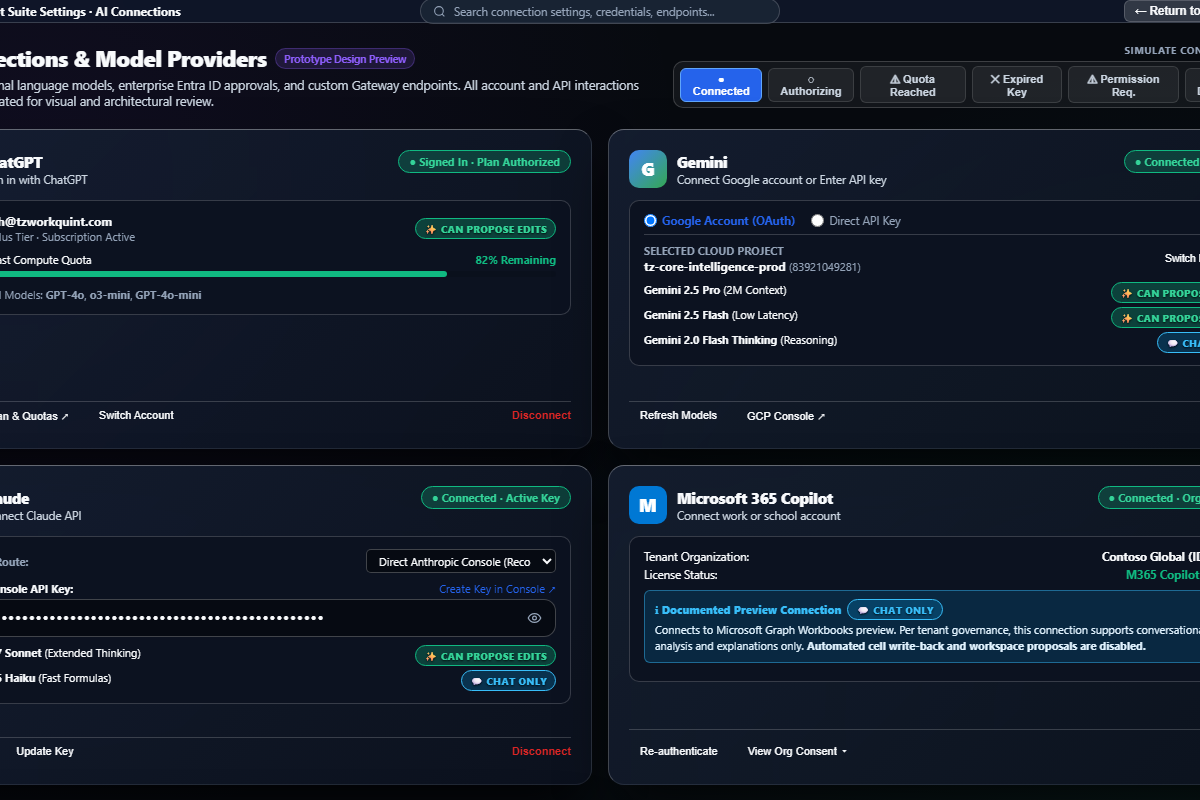 t Suite Settings · AI Connections
Search connection settings, credentials, endpoints...
← Return to
ections & Model Providers
Prototype Design Preview
nal language models, enterprise Entra ID approvals, and custom Gateway endpoints. All account and API interactions
ated for visual and architectural review.
SIMULATE CON
● Connected
○ Authorizing
⚠ Quota Reached
✕ Expired Key
⚠ Permission Req.
atGPT
n in with ChatGPT
● Signed In · Plan Authorized
h@tzworkquint.com
lus Tier · Subscription Active
✨ CAN PROPOSE EDITS
ast Compute Quota
82% Remaining
l Models: GPT-4o, o3-mini, GPT-4o-mini
an & Quotas ↗
Switch Account
Disconnect
G
Gemini
Connect Google account or Enter API key
● Connected
Google Account (OAuth)
Direct API Key
SELECTED CLOUD PROJECT
tz-core-intelligence-prod (83921049281)
Switch
Gemini 2.5 Pro (2M Context)
✨ CAN PROPOS
Gemini 2.5 Flash (Low Latency)
✨ CAN PROPOS
Gemini 2.0 Flash Thinking (Reasoning)
💬 CHA
Refresh Models
GCP Console ↗
aude
nnect Claude API
● Connected · Active Key
Route:
Direct Anthropic Console (Reco
onsole API Key:
Create Key in Console ↗
7 Sonnet (Extended Thinking)
✨ CAN PROPOSE EDITS
5 Haiku (Fast Formulas)
💬 CHAT ONLY
Update Key
Disconnect
M
Microsoft 365 Copilot
Connect work or school account
● Connected · Org
Tenant Organization:
Contoso Global (ID
License Status:
M365 Copilot
ℹ Documented Preview Connection
💬 CHAT ONLY
Connects to Microsoft Graph Workbooks preview. Per tenant governance, this connection supports conversationa
analysis and explanations only. Automated cell write-back and workspace proposals are disabled.
Re-authenticate
View Org Consent